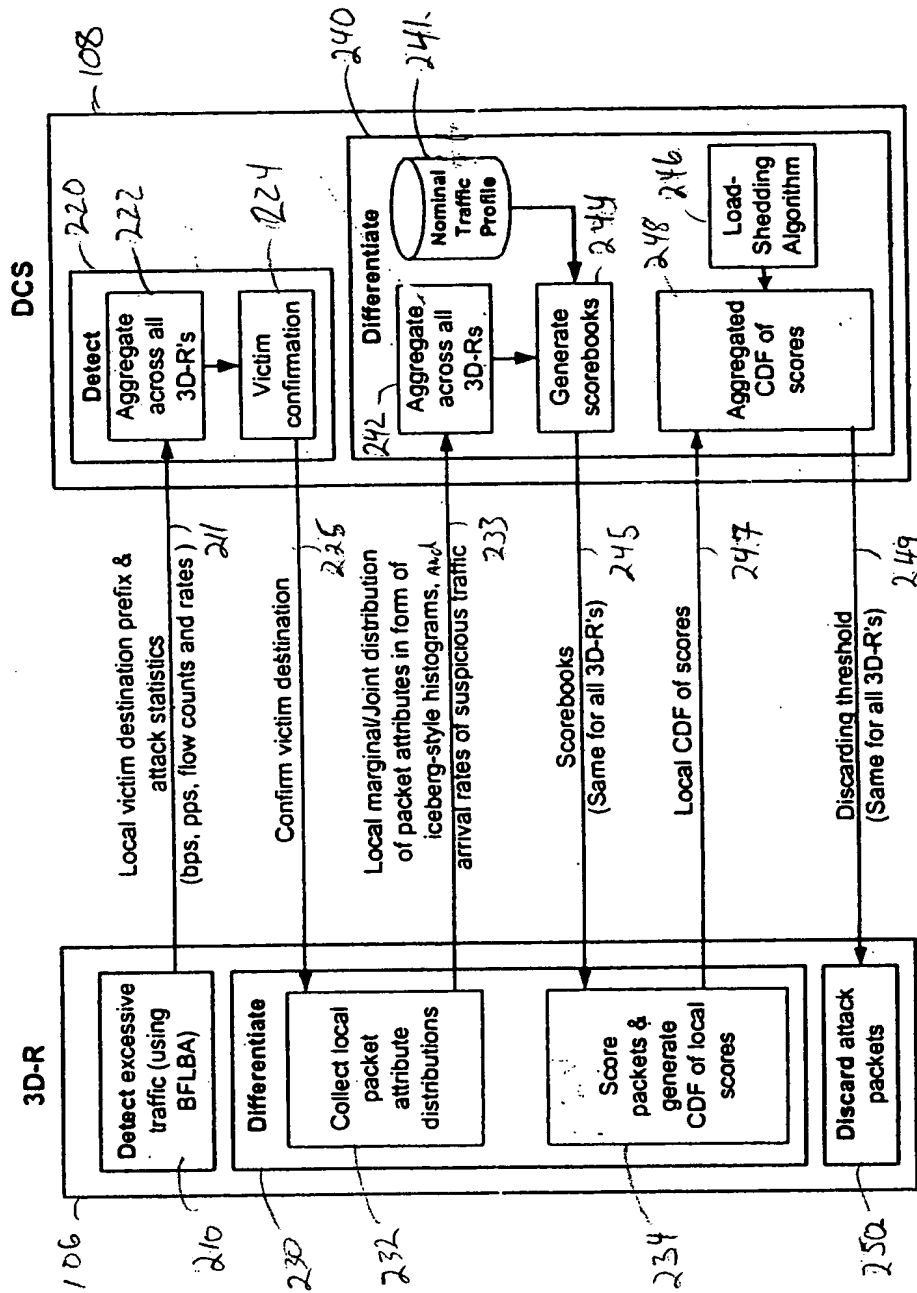 DCS
108
220
Detect
222
Aggregate
across all
3D-R's
224
Victim
confirmation
240
Differentiate
241
Nominal
Traffic
Profile
242
Aggregate
across all
3D-Rs
244
Generate
scorebooks
246
Load-
Shedding
Algorithm
248
Aggregated
CDF of
scores
Local victim destination prefix &
attack statistics
(bps, pps, flow counts and rates )
211
Confirm victim destination
225
Local marginal/Joint distribution
of packet attributes in form of
iceberg-style histograms, And
arrival rates of suspicious traffic
233
Scorebooks
(Same for all 3D-R's)
245
Local CDF of scores
247
Discarding threshold
(Same for all 3D-R's)
249
3D-R
106
Detect excessive
traffic (using
BFLBA)
210
Differentiate
230
Collect local
packet
attribute
distributions
232
Score
packets &
generate
CDF of local
scores
234
Discard attack
packets
250